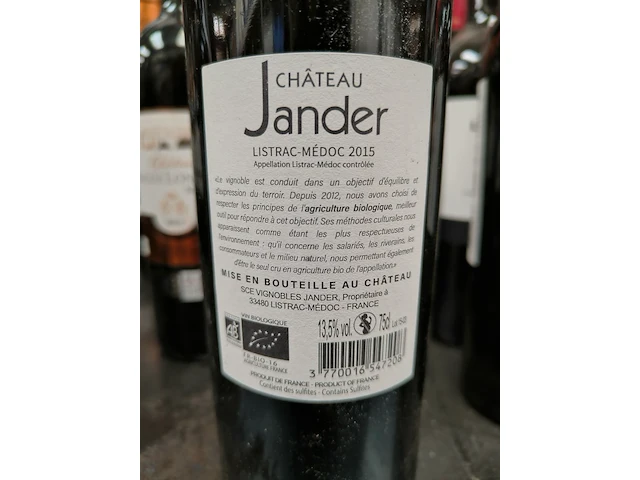 CHÂTEAU
Jander
LISTRAC-MÉDOC 2015
Appellation Listrac-Médoc contrôlée
«Le vignoble est conduit dans un objectif d'équilibre et
d'expression du terroir. Depuis 2012, nous avons choisi de
respecter les principes de l'agriculture biologique, meilleur
outil pour répondre à cet objectif. Ses méthodes culturales nous
apparaissent comme étant les plus respectueuses de
l'environnement : qu'il concerne les salariés, les riverains, les
consommateurs et le milieu naturel, nous permettant également
d'être le seul cru en agriculture bio de l'appellation.»
MISE EN BOUTEILLE AU CHÂTEAU
SCE VIGNOBLES JANDER, Propriétaire à
33480 LISTRAC-MÉDOC - FRANCE
VIN BIOLOGIQUE
AB
FR-BIO-16
AGRICULTURE FRANCE
13,5% vol. 75cl
3 770016 547208
PRODUIT DE FRANCE - PRODUCT OF FRANCE
Contient des sulfites - Contains Sulfites